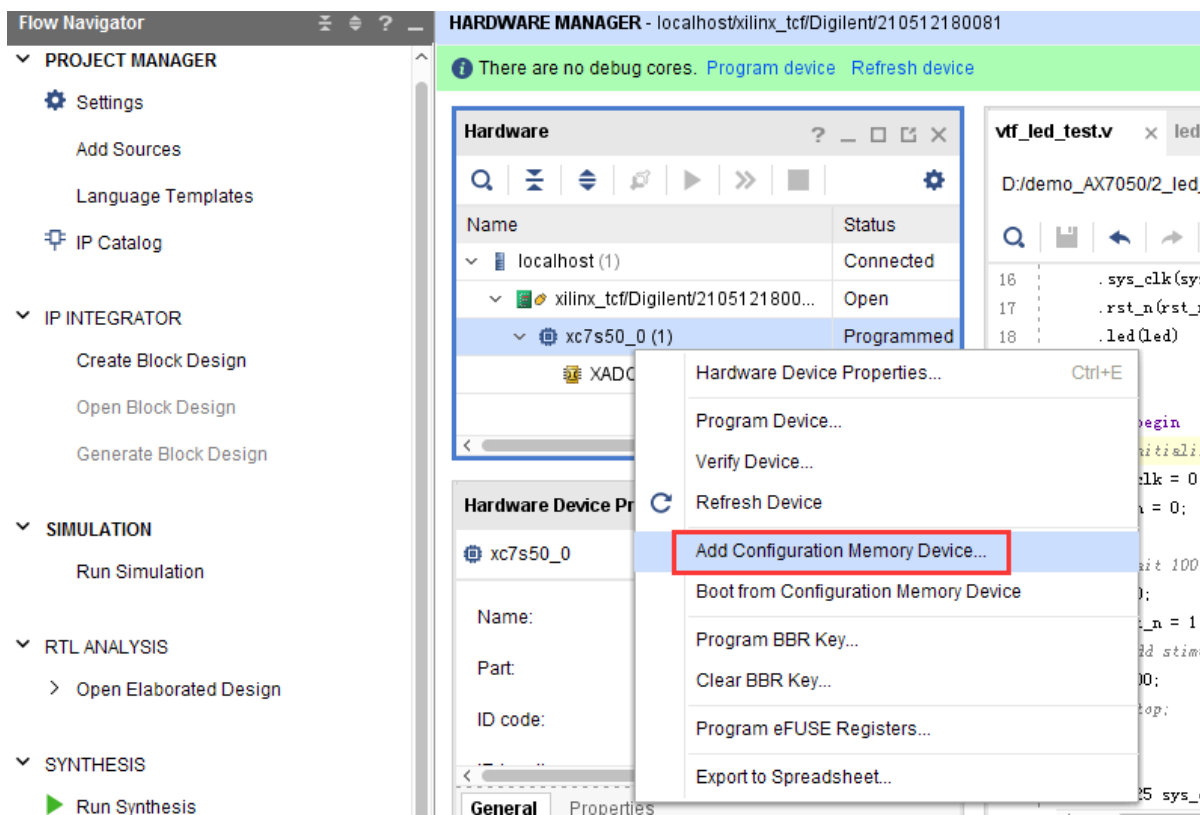 Flow Navigator
PROJECT MANAGER
Settings
Add Sources
Language Templates
IP Catalog
IP INTEGRATOR
Create Block Design
Open Block Design
Generate Block Design
SIMULATION
Run Simulation
RTL ANALYSIS
Open Elaborated Design
SYNTHESIS
Run Synthesis
HARDWARE MANAGER - localhost/xilinx_tcf/Digilent/210512180081
There are no debug cores. Program device Refresh device
Hardware
Name Status
localhost (1) Connected
xilinx_tcf/Digilent/2105121800... Open
xc7s50_0 (1) Programmed
XADC
Hardware Device Pr
xc7s50_0
Name:
Part:
ID code:
General Properties
Hardware Device Properties... Ctrl+E
Program Device...
Verify Device...
Refresh Device
Add Configuration Memory Device...
Boot from Configuration Memory Device
Program BBR Key...
Clear BBR Key...
Program eFUSE Registers...
Export to Spreadsheet...
vtf_led_test.v led
D:/demo_AX7050/2_led_
16 .sys_clk(sys
17 .rst_n(rst_n
18 .led(led)
begin
clk = 0
= 0;
ait 100
_n = 1
dd stim
00;
top;
25 sys_